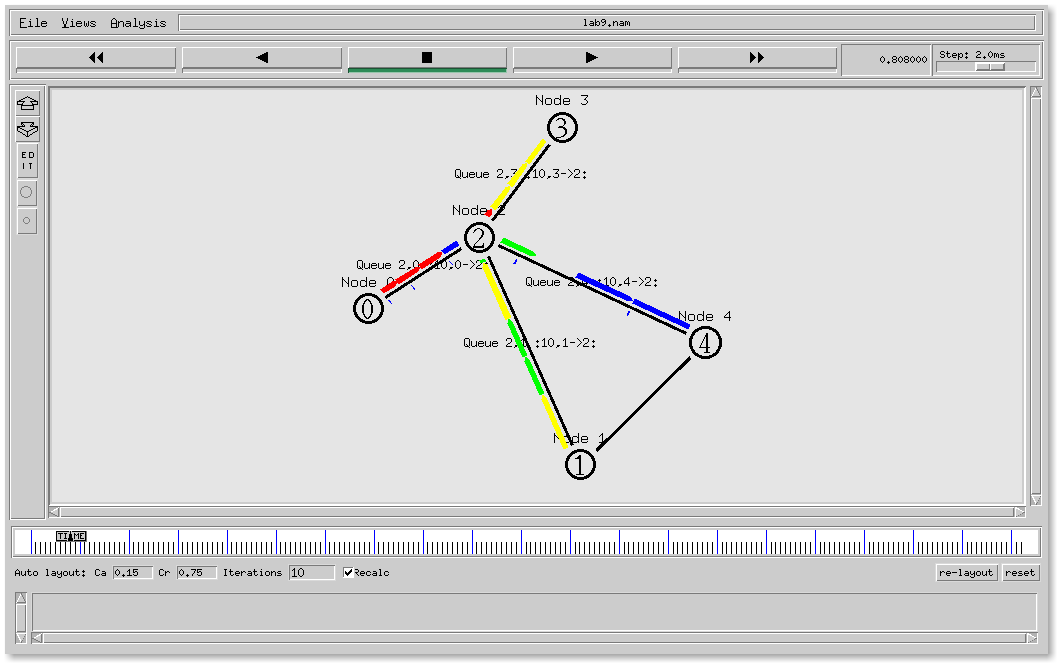 File Views Analysis lab9.nam
0.808000 Step: 2.0ms
ED
IT
Node 3
3
Queue 2,3 :10,3->2:
Node 2
2
Queue 2,0 :10,0->2:
Node 0
0
Queue 2,4 :10,4->2:
Node 4
4
Queue 2,1 :10,1->2:
Node 1
1
TIME
Auto layout: Ca 0.15 Cr 0.75 Iterations 10 Recalc re-layout reset